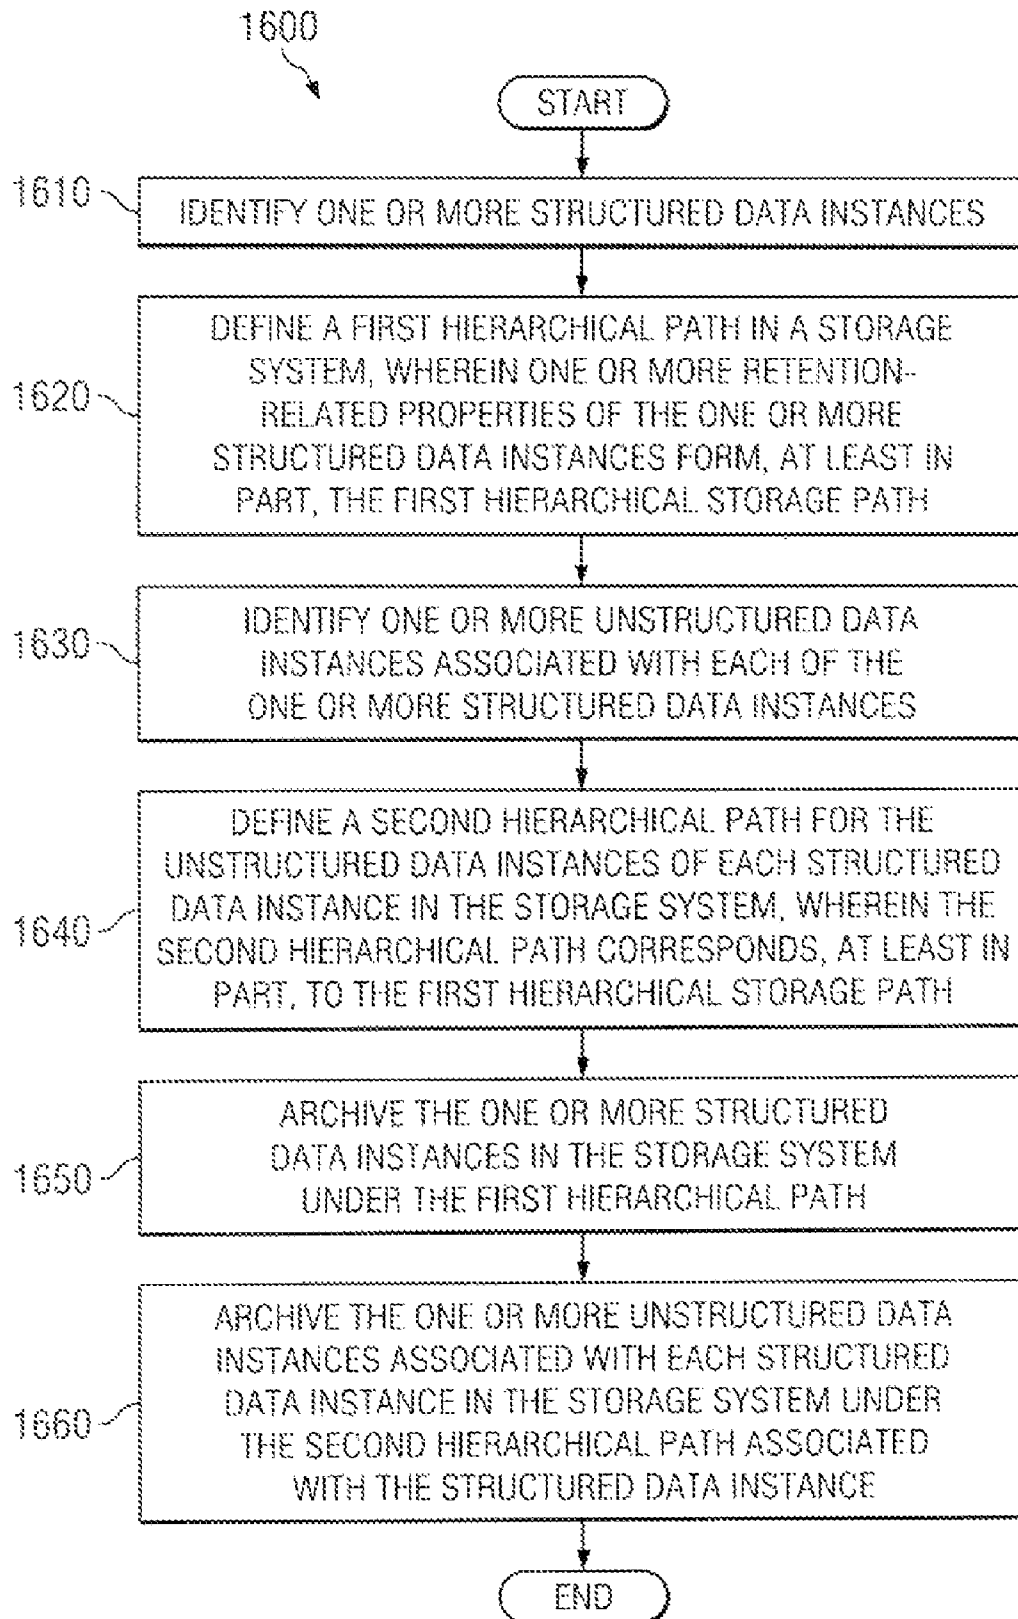 1600
START
1610
IDENTIFY ONE OR MORE STRUCTURED DATA INSTANCES
1620
DEFINE A FIRST HIERARCHICAL PATH IN A STORAGE
SYSTEM, WHEREIN ONE OR MORE RETENTION-
RELATED PROPERTIES OF THE ONE OR MORE
STRUCTURED DATA INSTANCES FORM, AT LEAST IN
PART, THE FIRST HIERARCHICAL STORAGE PATH
1630
IDENTIFY ONE OR MORE UNSTRUCTURED DATA
INSTANCES ASSOCIATED WITH EACH OF THE
ONE OR MORE STRUCTURED DATA INSTANCES
1640
DEFINE A SECOND HIERARCHICAL PATH FOR THE
UNSTRUCTURED DATA INSTANCES OF EACH STRUCTURED
DATA INSTANCE IN THE STORAGE SYSTEM, WHEREIN THE
SECOND HIERARCHICAL PATH CORRESPONDS, AT LEAST IN
PART, TO THE FIRST HIERARCHICAL STORAGE PATH
1650
ARCHIVE THE ONE OR MORE STRUCTURED
DATA INSTANCES IN THE STORAGE SYSTEM
UNDER THE FIRST HIERARCHICAL PATH
1660
ARCHIVE THE ONE OR MORE UNSTRUCTURED DATA
INSTANCES ASSOCIATED WITH EACH STRUCTURED
DATA INSTANCE IN THE STORAGE SYSTEM UNDER
THE SECOND HIERARCHICAL PATH ASSOCIATED
WITH THE STRUCTURED DATA INSTANCE
END